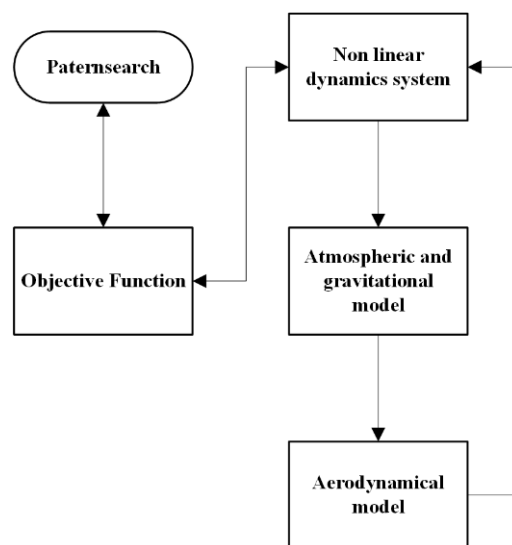 Paternsearch
Non linear
dynamics system
Objective Function
Atmospheric and
gravitational
model
Aerodynamical
model